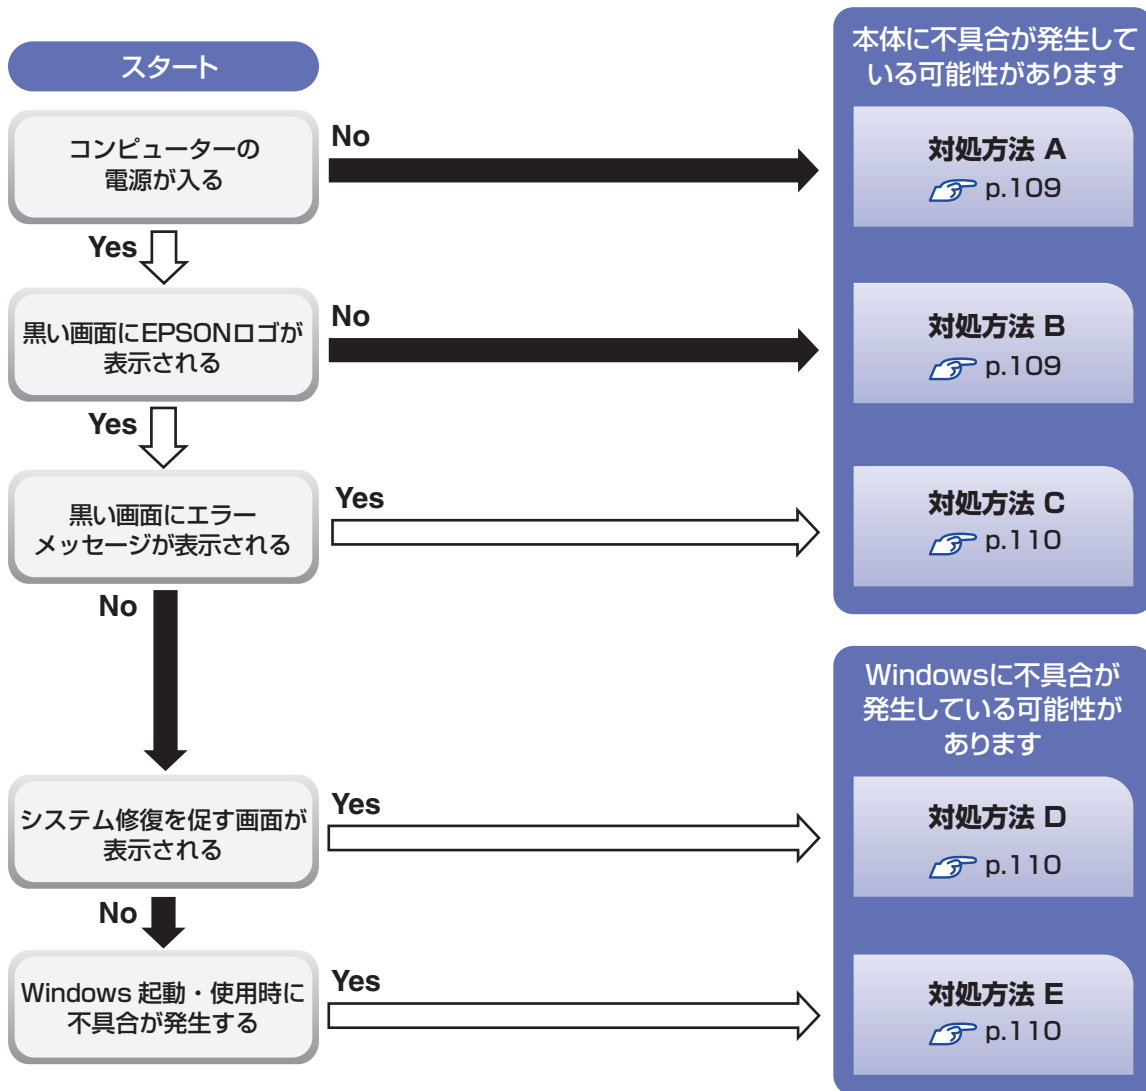 スタート
コンピューターの
電源が入る
No
本体に不具合が発生して
いる可能性があります
対処方法 A
p.109
Yes
黒い画面にEPSONロゴが
表示される
No
対処方法 B
p.109
Yes
黒い画面にエラー
メッセージが表示される
Yes
対処方法 C
p.110
No
Windowsに不具合が
発生している可能性が
あります
システム修復を促す画面が
表示される
Yes
対処方法 D
p.110
No
Windows 起動・使用時に
不具合が発生する
Yes
対処方法 E
p.110